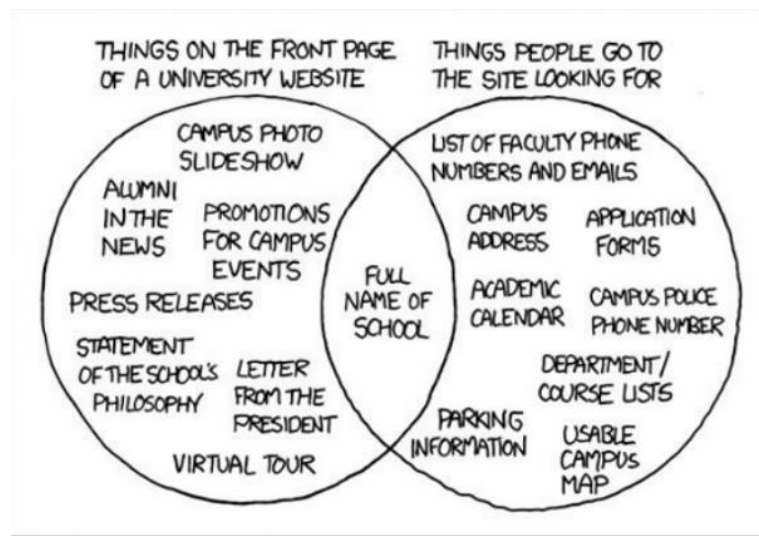 THINGS ON THE FRONT PAGE
OF A UNIVERSITY WEBSITE
THINGS PEOPLE GO TO
THE SITE LOOKING FOR
CAMPUS PHOTO
SLIDESHOW
ALUMNI
IN THE
NEWS
PROMOTIONS
FOR CAMPUS
EVENTS
PRESS RELEASES
STATEMENT
OF THE SCHOOL'S
PHILOSOPHY
LETTER
FROM THE
PRESIDENT
VIRTUAL TOUR
FULL
NAME OF
SCHOOL
LIST OF FACULTY PHONE
NUMBERS AND EMAILS
CAMPUS
ADDRESS
APPLICATION
FORMS
ACADEMIC
CALENDAR
CAMPUS POLICE
PHONE NUMBER
DEPARTMENT/
COURSE LISTS
PARKING
INFORMATION
USABLE
CAMPUS
MAP